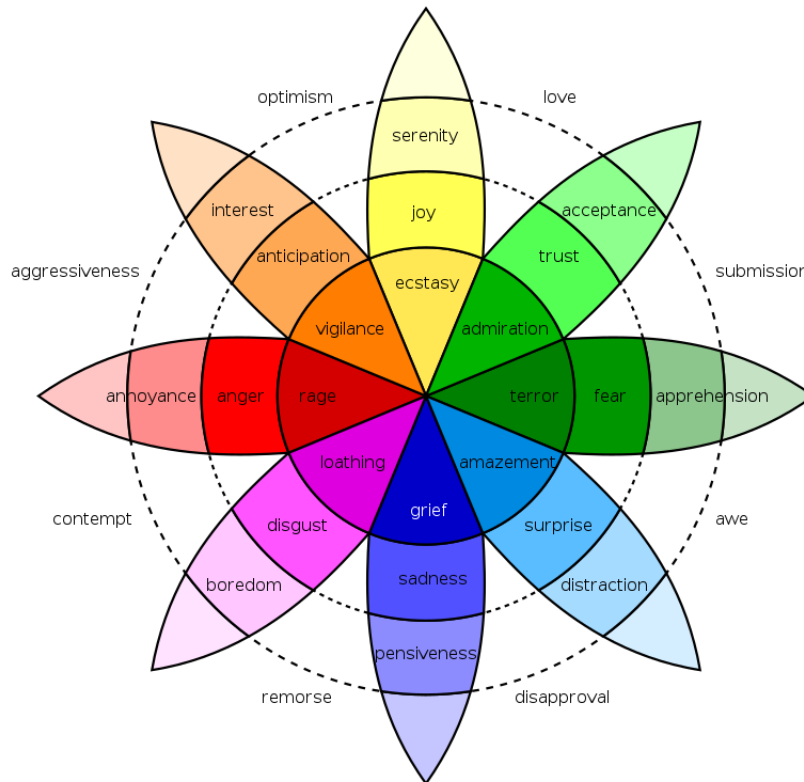 optimism
love
serenity
interest
acceptance
joy
anticipation
trust
aggressiveness
submission
ecstasy
vigilance
admiration
annoyance
anger
rage
terror
fear
apprehension
loathing
amazement
grief
contempt
disgust
surprise
awe
boredom
sadness
distraction
pensiveness
remorse
disapproval